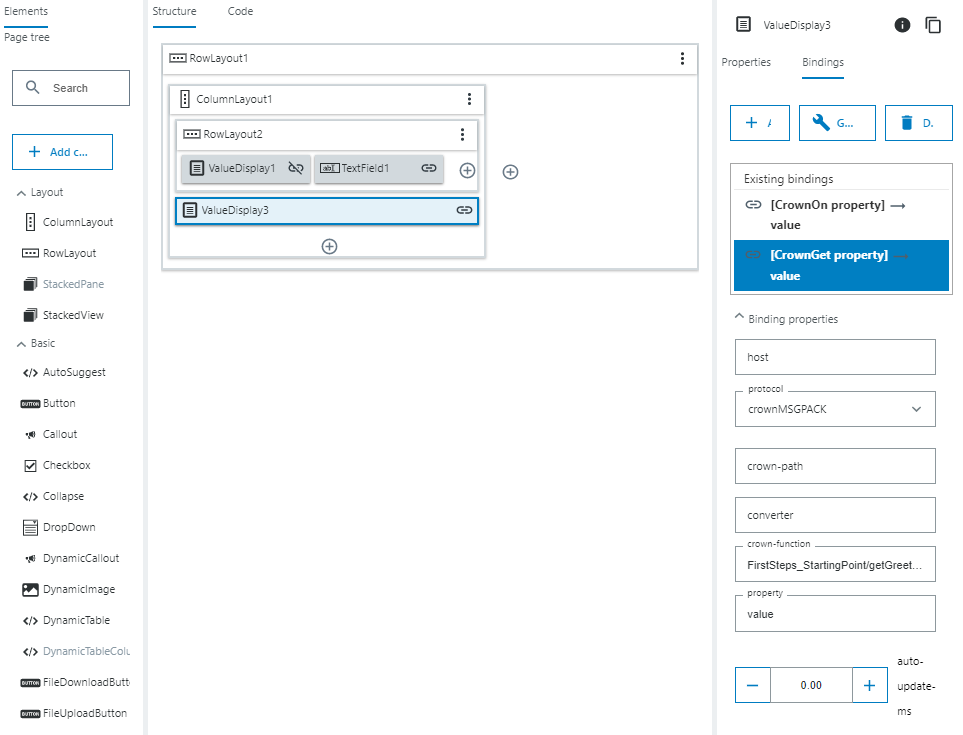 Elements
Page tree
Search
Add c...
Layout
ColumnLayout
RowLayout
StackedPane
StackedView
Basic
AutoSuggest
BUTTON Button
Callout
Checkbox
Collapse
DropDown
DynamicCallout
DynamicImage
DynamicTable
DynamicTableColu
BUTTON FileDownloadButt
BUTTON FileUploadButton
Structure Code
RowLayout1
ColumnLayout1
RowLayout2
ValueDisplay1 abI TextField1
ValueDisplay3
ValueDisplay3
Properties Bindings
G... D.
Existing bindings
[CrownOn property] →
value
[CrownGet property]
value
Binding properties
host
protocol
crownMSGPACK
crown-path
converter
crown-function
FirstSteps_StartingPoint/getGreet...
property
value
0.00
auto-
update-
ms